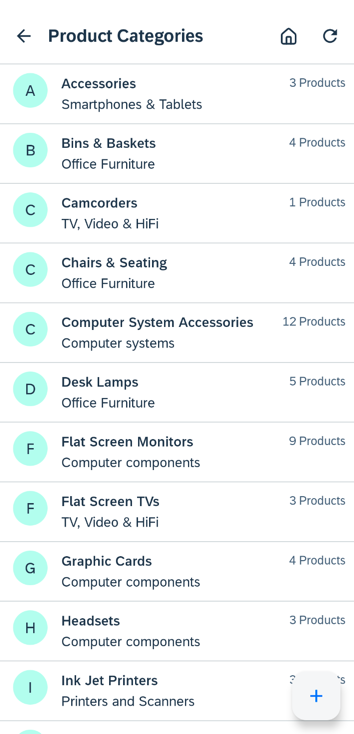 Product Categories
A
Accessories
3 Products
Smartphones & Tablets
B
Bins & Baskets
4 Products
Office Furniture
C
Camcorders
1 Products
TV, Video & HiFi
C
Chairs & Seating
4 Products
Office Furniture
C
Computer System Accessories
12 Products
Computer systems
D
Desk Lamps
5 Products
Office Furniture
F
Flat Screen Monitors
9 Products
Computer components
F
Flat Screen TVs
3 Products
TV, Video & HiFi
G
Graphic Cards
4 Products
Computer components
H
Headsets
3 Products
Computer components
I
Ink Jet Printers
Printers and Scanners